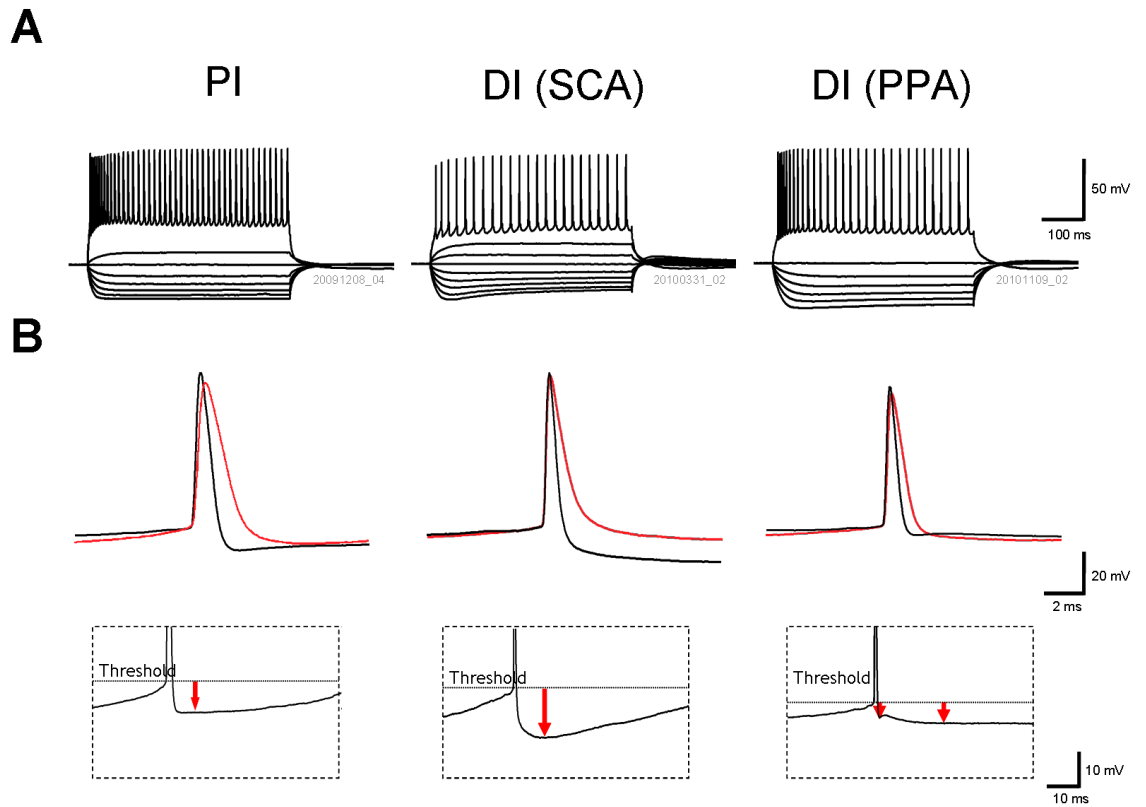 A
PI
DI (SCA)
DI (PPA)
50 mV
100 ms
20091208_04
20100331_02
20101109_02
B
20 mV
2 ms
Threshold
Threshold
Threshold
10 mV
10 ms